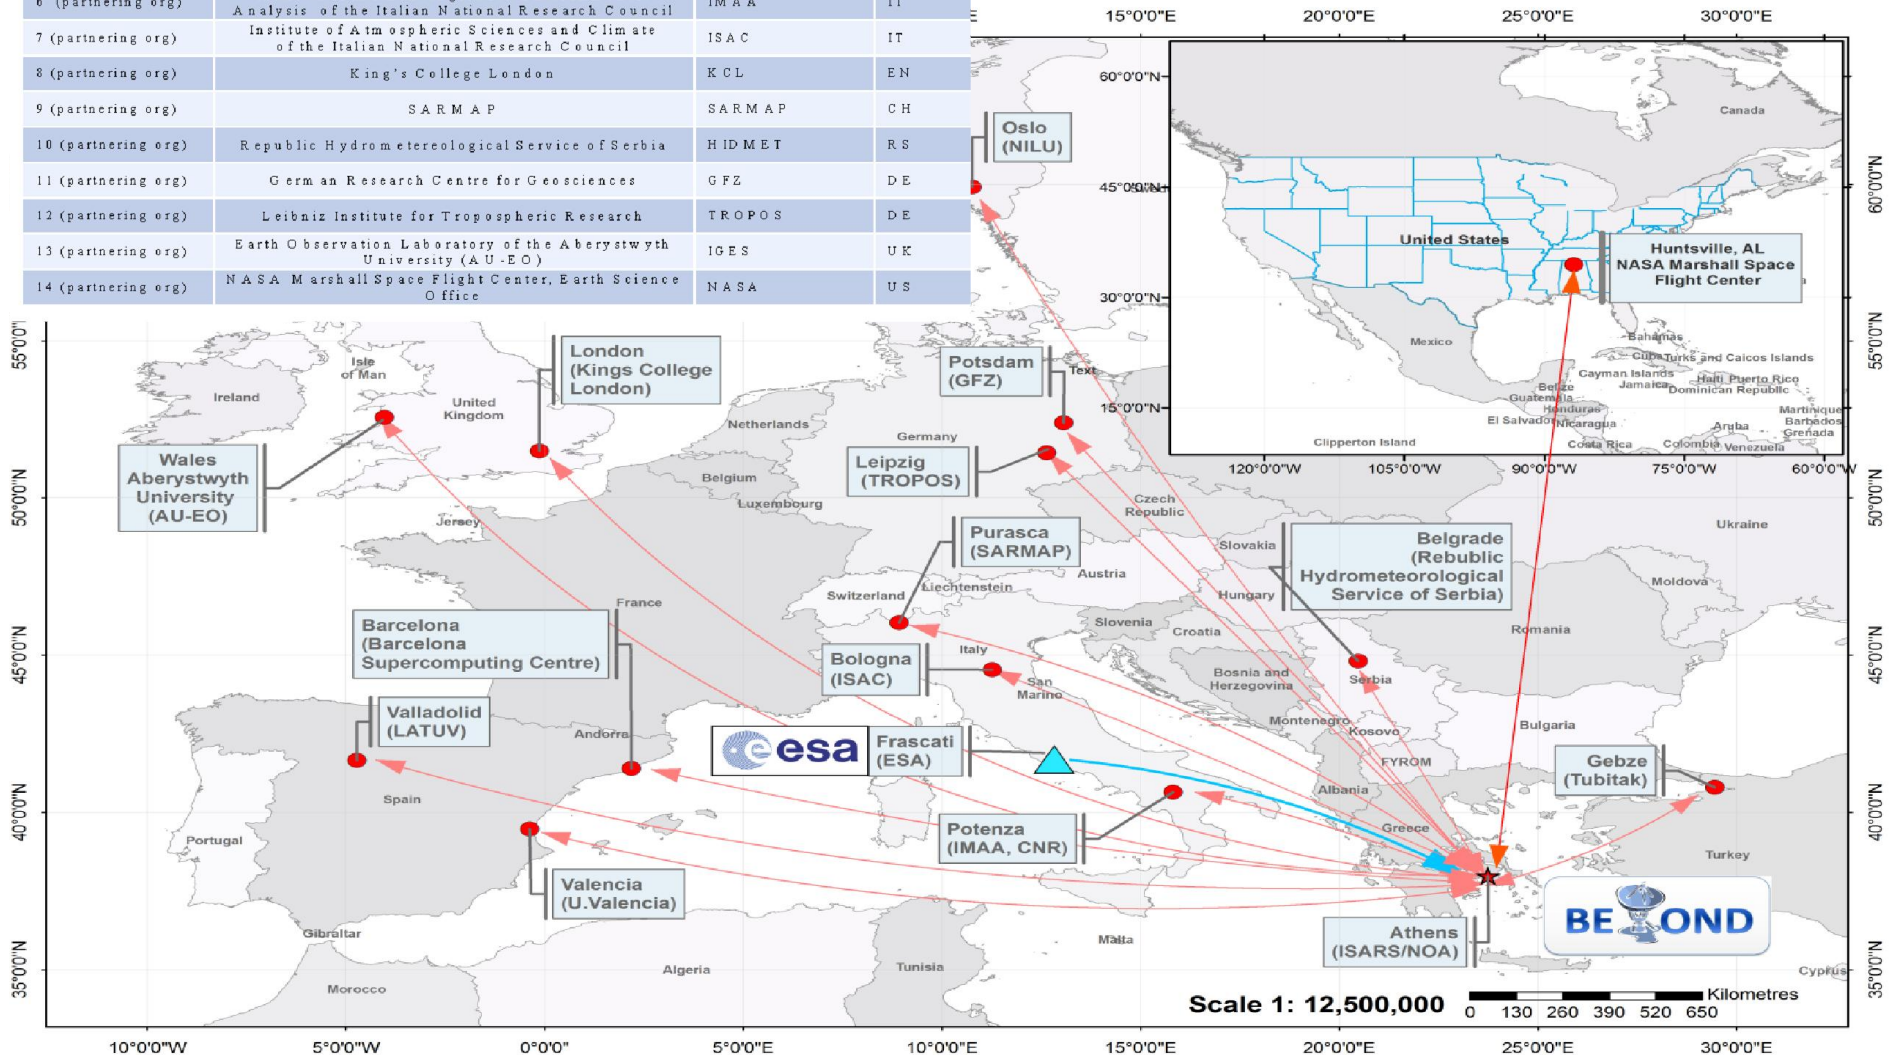 6 (partnering org) Analysis of the Italian National Research Council IMAA IT
7 (partnering org) Institute of Atmospheric Sciences and Climate of the Italian National Research Council ISAC IT
8 (partnering org) King's College London KCL EN
9 (partnering org) SARMAP SARMAP CH
10 (partnering org) Republic Hydrometereological Service of Serbia HIDMET RS
11 (partnering org) German Research Centre for Geosciences GFZ DE
12 (partnering org) Leibniz Institute for Tropospheric Research TROPOS DE
13 (partnering org) Earth Observation Laboratory of the Aberystwyth University (AU-EO) IGES UK
14 (partnering org) NASA Marshall Space Flight Center, Earth Science Office NASA US
15°0'0"E 20°0'0"E 25°0'0"E 30°0'0"E
60°0'0"N
45°0'0"N
30°0'0"N
15°0'0"N
Canada
United States
Huntsville, AL
NASA Marshall Space
Flight Center
Mexico
Bahamas
Cuba
Turks and Caicos Islands
Cayman Islands
Jamaica
Haiti
Puerto Rico
Dominican Republic
Belize
Guatemala
Honduras
El Salvador
Nicaragua
Martinique
Barbados
Grenada
Aruba
Clipperton Island
Costa Rica
Colombia
Venezuela
120°0'0"W 105°0'0"W 90°0'0"W 75°0'0"W 60°0'0"W
Oslo
(NILU)
London
(Kings College
London)
Potsdam
(GFZ)
Text
Isle
of Man
Ireland
United
Kingdom
Netherlands
Germany
Wales
Aberystwyth
University
(AU-EO)
Leipzig
(TROPOS)
Belgium
Luxembourg
Jersey
Czech
Republic
Ukraine
Purasca
(SARMAP)
Slovakia
Belgrade
(Rebublic
Hydrometeorological
Service of Serbia)
Austria
Liechtenstein
Switzerland
Hungary
Moldova
France
Barcelona
(Barcelona
Supercomputing Centre)
Slovenia
Croatia
Romania
Italy
Bologna
(ISAC)
San
Marino
Bosnia and
Herzegovina
Serbia
Valladolid
(LATUV)
Andorra
Montenegro
Kosovo
Bulgaria
esa
Frascati
(ESA)
FYROM
Gebze
(Tubitak)
Albania
Spain
Potenza
(IMAA, CNR)
Greece
Portugal
Turkey
Valencia
(U.Valencia)
BEYOND
Gibraltar
Malta
Athens
(ISARS/NOA)
Algeria
Tunisia
Cyprus
Morocco
Scale 1: 12,500,000
Kilometres
0 130 260 390 520 650
55°0'0"N
50°0'0"N
45°0'0"N
40°0'0"N
35°0'0"N
60°0'0"N
55°0'0"N
50°0'0"N
45°0'0"N
40°0'0"N
35°0'0"N
10°0'0"W 5°0'0"W 0°0'0" 5°0'0"E 10°0'0"E 15°0'0"E 20°0'0"E 25°0'0"E 30°0'0"E